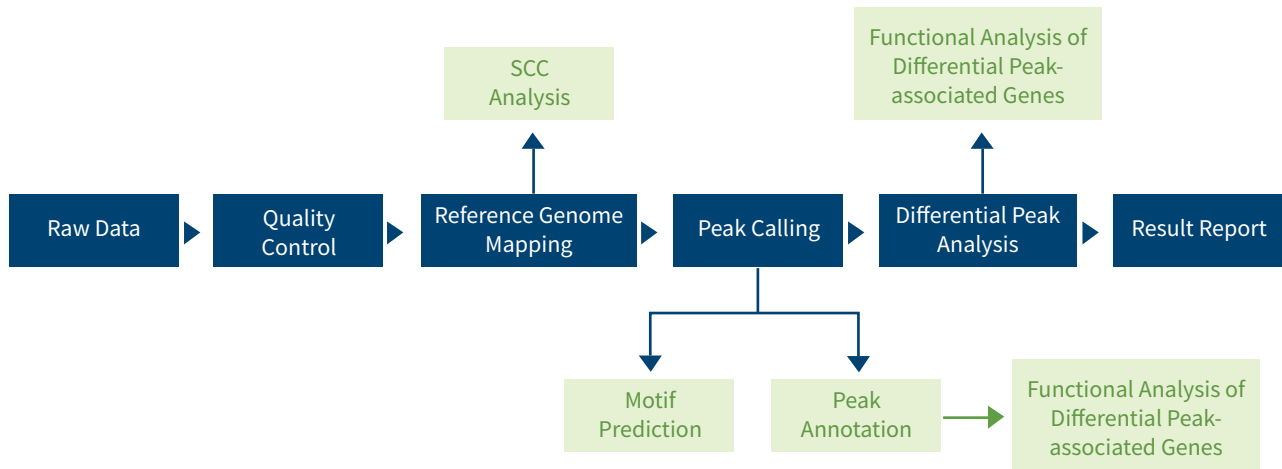 SCC
Analysis
Functional Analysis of
Differential Peak-
associated Genes
Raw Data
Quality
Control
Reference Genome
Mapping
Peak Calling
Differential Peak
Analysis
Result Report
Motif
Prediction
Peak
Annotation
Functional Analysis of
Differential Peak-
associated Genes